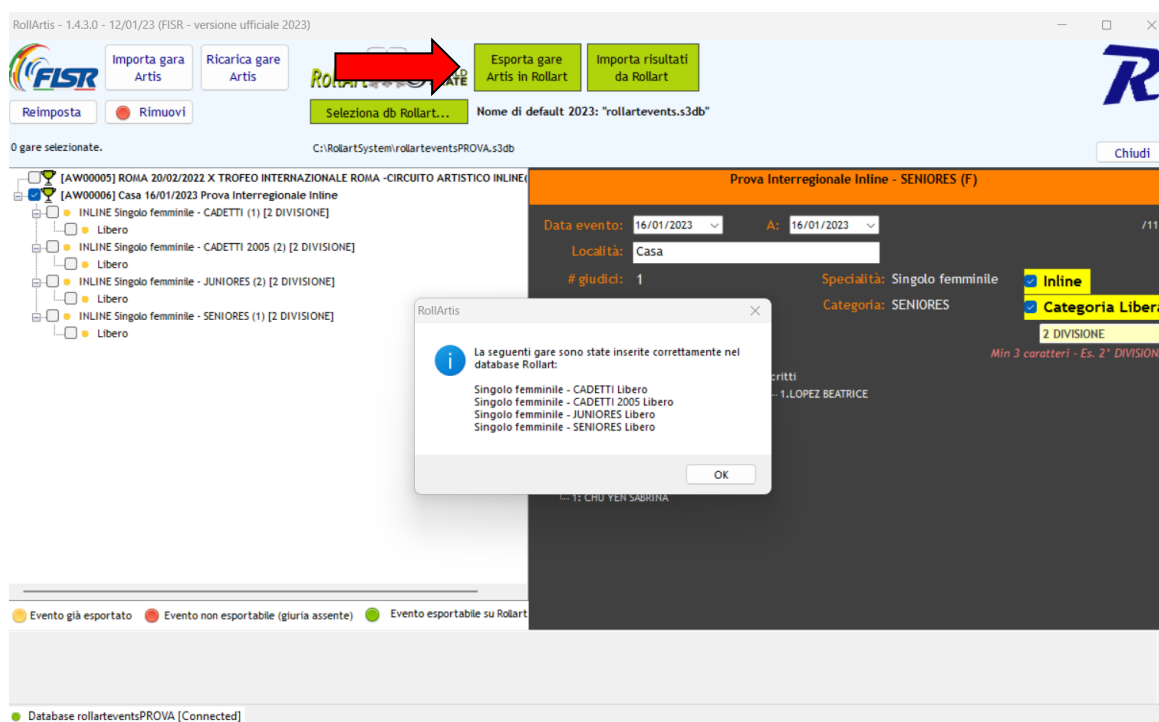 RollArtis - 1.4.3.0 - 12/01/23 (FISR - versione ufficiale 2023)
FISR
Importa gara
Artis
Ricarica gare
Artis
Esporta gare
Artis in Rollart
Importa risultati
da Rollart
R
Reimposta
Rimuovi
Seleziona db Rollart...
Nome di default 2023: "rollartevents.s3db"
0 gare selezionate.
C:\RollartSystem\rollarteventsPROVA.s3db
Chiudi
[AW00005] ROMA 20/02/2022 X TROFEO INTERNAZIONALE ROMA -CIRCUITO ARTISTICO INLINE(
[AW00006] Casa 16/01/2023 Prova Interregionale Inline
INLINE Singolo femminile - CADETTI (1) [2 DIVISIONE]
Libero
INLINE Singolo femminile - CADETTI 2005 (2) [2 DIVISIONE]
Libero
INLINE Singolo femminile - JUNIORES (2) [2 DIVISIONE]
Libero
INLINE Singolo femminile - SENIORES (1) [2 DIVISIONE]
Libero
Prova Interregionale Inline - SENIORES (F)
Data evento: 16/01/2023 A: 16/01/2023 /11
Località: Casa
# giudici: 1 Specialità: Singolo femminile Inline
Categoria: SENIORES Categoria Libera
2 DIVISIONE
Min 3 caratteri - Es. 2° DIVISION
critti
1.LOPEZ BEATRICE
1: CHU YEN SABRINA
RollArtis
La seguenti gare sono state inserite correttamente nel
database Rollart:
Singolo femminile - CADETTI Libero
Singolo femminile - CADETTI 2005 Libero
Singolo femminile - JUNIORES Libero
Singolo femminile - SENIORES Libero
OK
Evento già esportato Evento non esportabile (giuria assente) Evento esportabile su Rollart
Database rollarteventsPROVA [Connected]